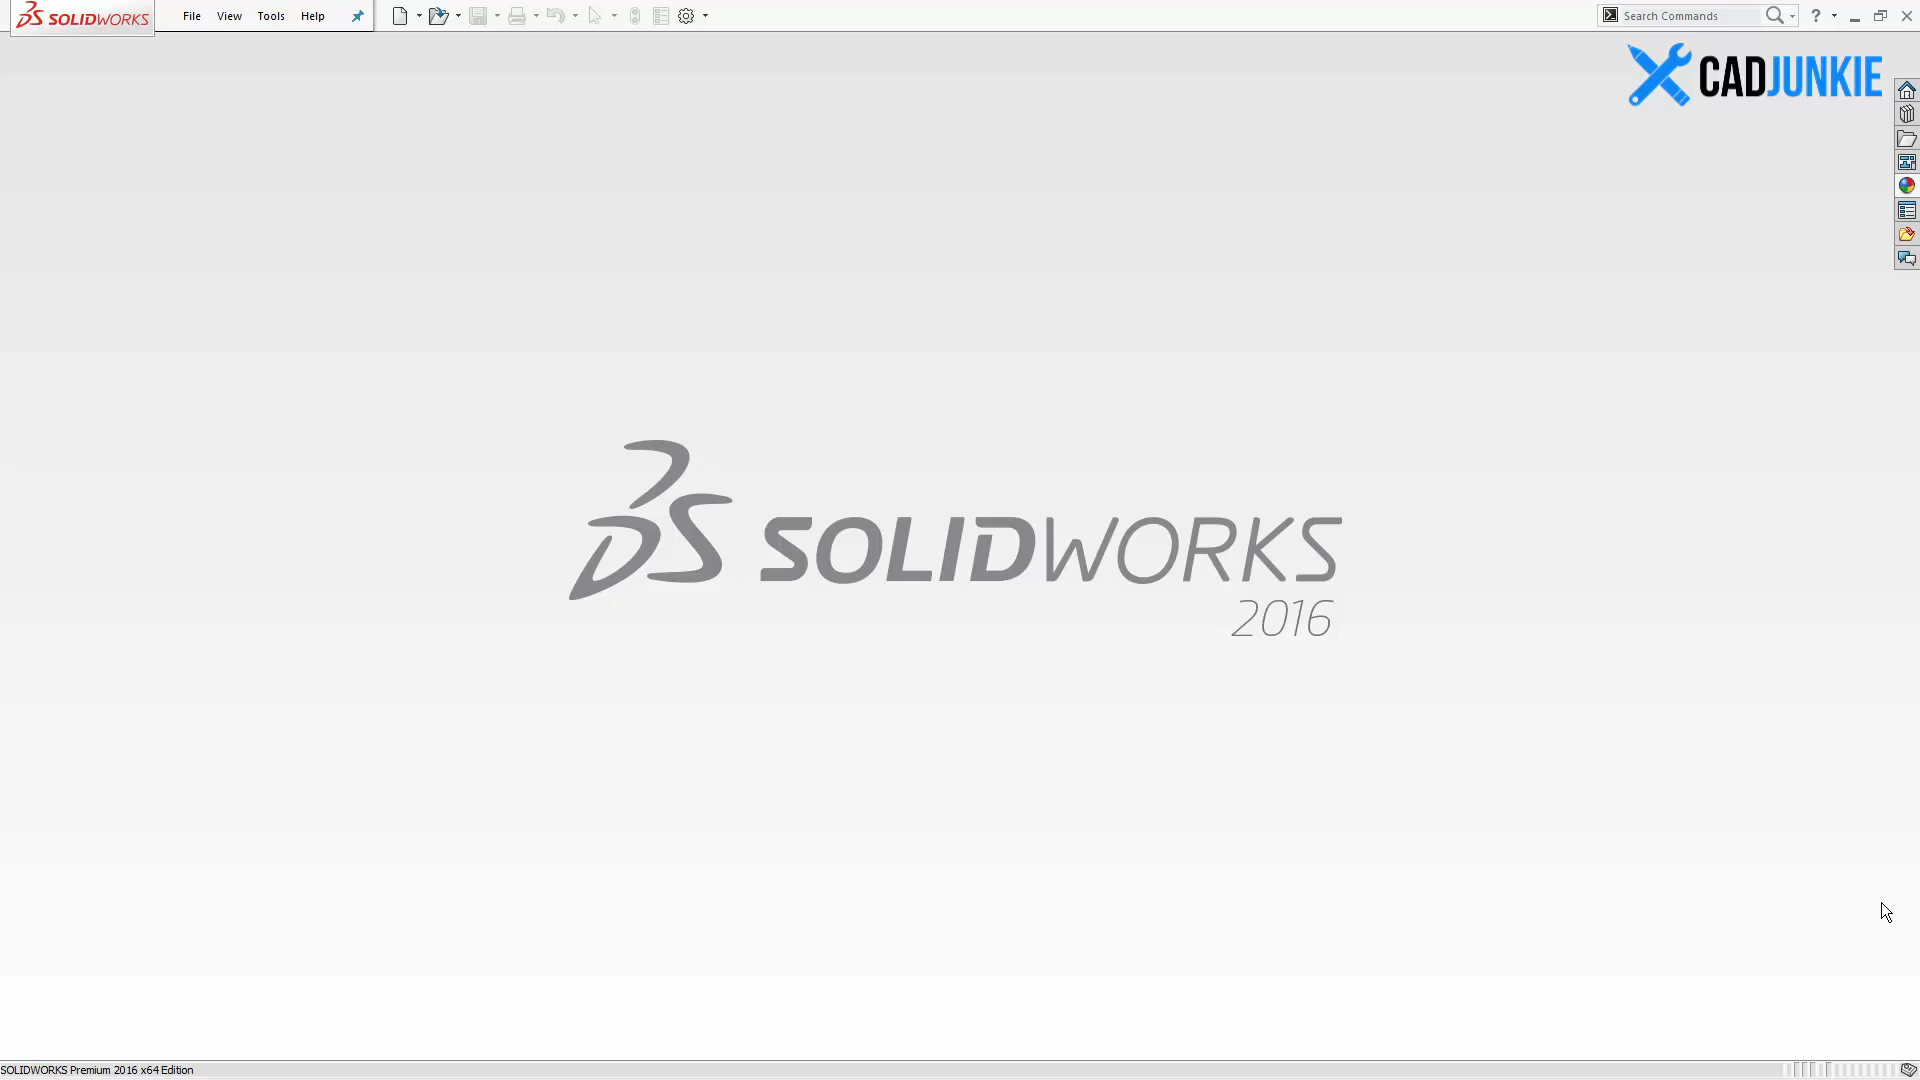 SOLIDWORKS File View Tools Help Search Commands ?
CADJUNKIE
SOLIDWORKS
2016
SOLIDWORKS Premium 2016 x64 Edition